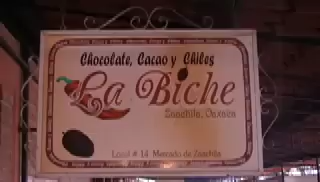 Chocolate, Cacao y Chiles
La Biche
Zaachila, Oaxaca
Local # 14 Mercado de Zaachila